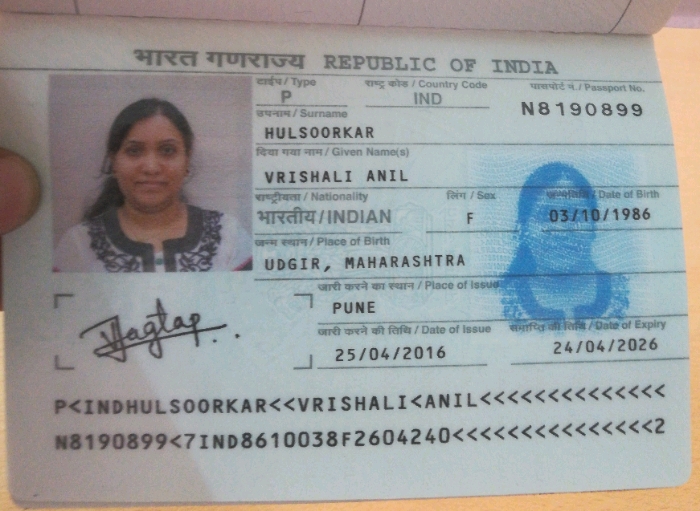 भारत गणराज्य REPUBLIC OF INDIA
टाईप / Type राष्ट्र कोड / Country Code पासपोर्ट नं. / Passport No.
P IND N8190899
उपनाम / Surname
HULSOORKAR
दिया गया नाम / Given Name(s)
VRISHALI ANIL
राष्ट्रीयता / Nationality लिंग / Sex जन्मतिथि / Date of Birth
भारतीय / INDIAN F 03/10/1986
जन्म स्थान / Place of Birth
UDGIR, MAHARASHTRA
जारी करने का स्थान / Place of Issue
PUNE
जारी करने की तिथि / Date of Issue समाप्ति की तिथि / Date of Expiry
25/04/2016 24/04/2026
P<INDHULSOORKAR<<VRISHALI<ANIL<<<<<<<<<<<<<<
N8190899<7IND8610038F2604240<<<<<<<<<<<<<<<2